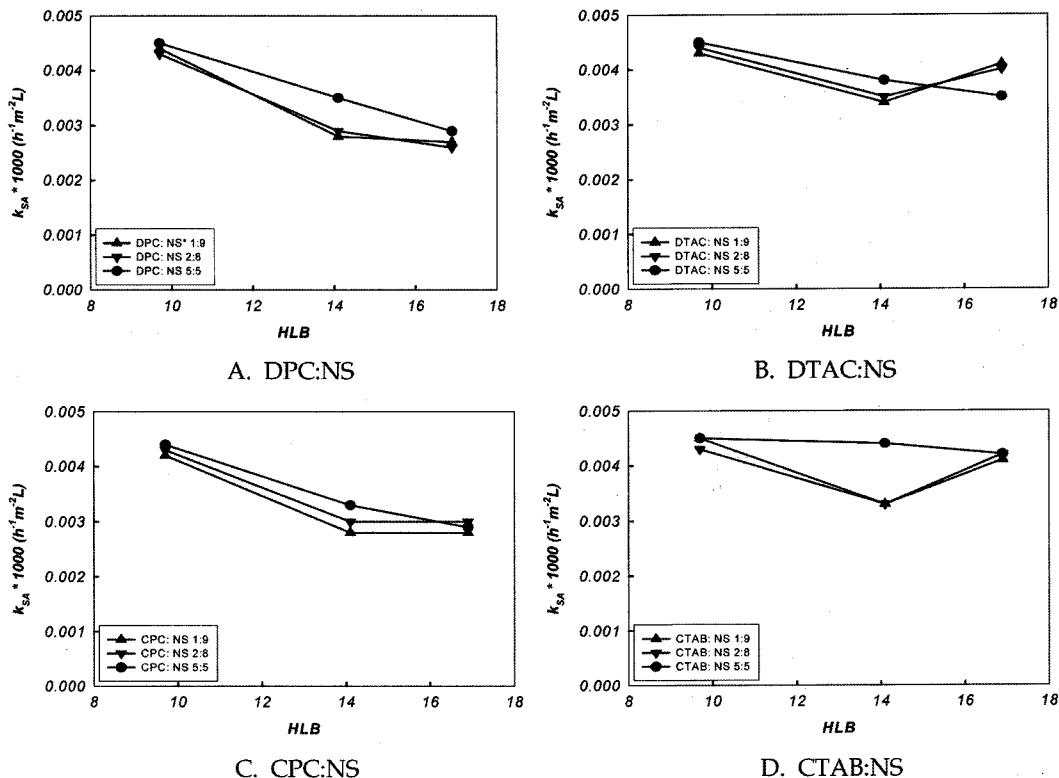 0.005
0.004
0.003
0.002
0.001
0.000
k_SA * 1000 (h⁻¹m⁻²L)
DPC: NS* 1:9
DPC: NS 2:8
DPC: NS 5:5
8 10 12 14 16 18
HLB
A. DPC:NS
0.005
0.004
0.003
0.002
0.001
0.000
k_SA * 1000 (h⁻¹m⁻²L)
DTAC: NS 1:9
DTAC: NS 2:8
DTAC: NS 5:5
8 10 12 14 16 18
HLB
B. DTAC:NS
0.005
0.004
0.003
0.002
0.001
0.000
k_SA * 1000 (h⁻¹m⁻²L)
CPC: NS 1:9
CPC: NS 2:8
CPC: NS 5:5
8 10 12 14 16 18
HLB
C. CPC:NS
0.005
0.004
0.003
0.002
0.001
0.000
k_SA * 1000 (h⁻¹m⁻²L)
CTAB: NS 1:9
CTAB: NS 2:8
CTAB: NS 5:5
8 10 12 14 16 18
HLB
D. CTAB:NS